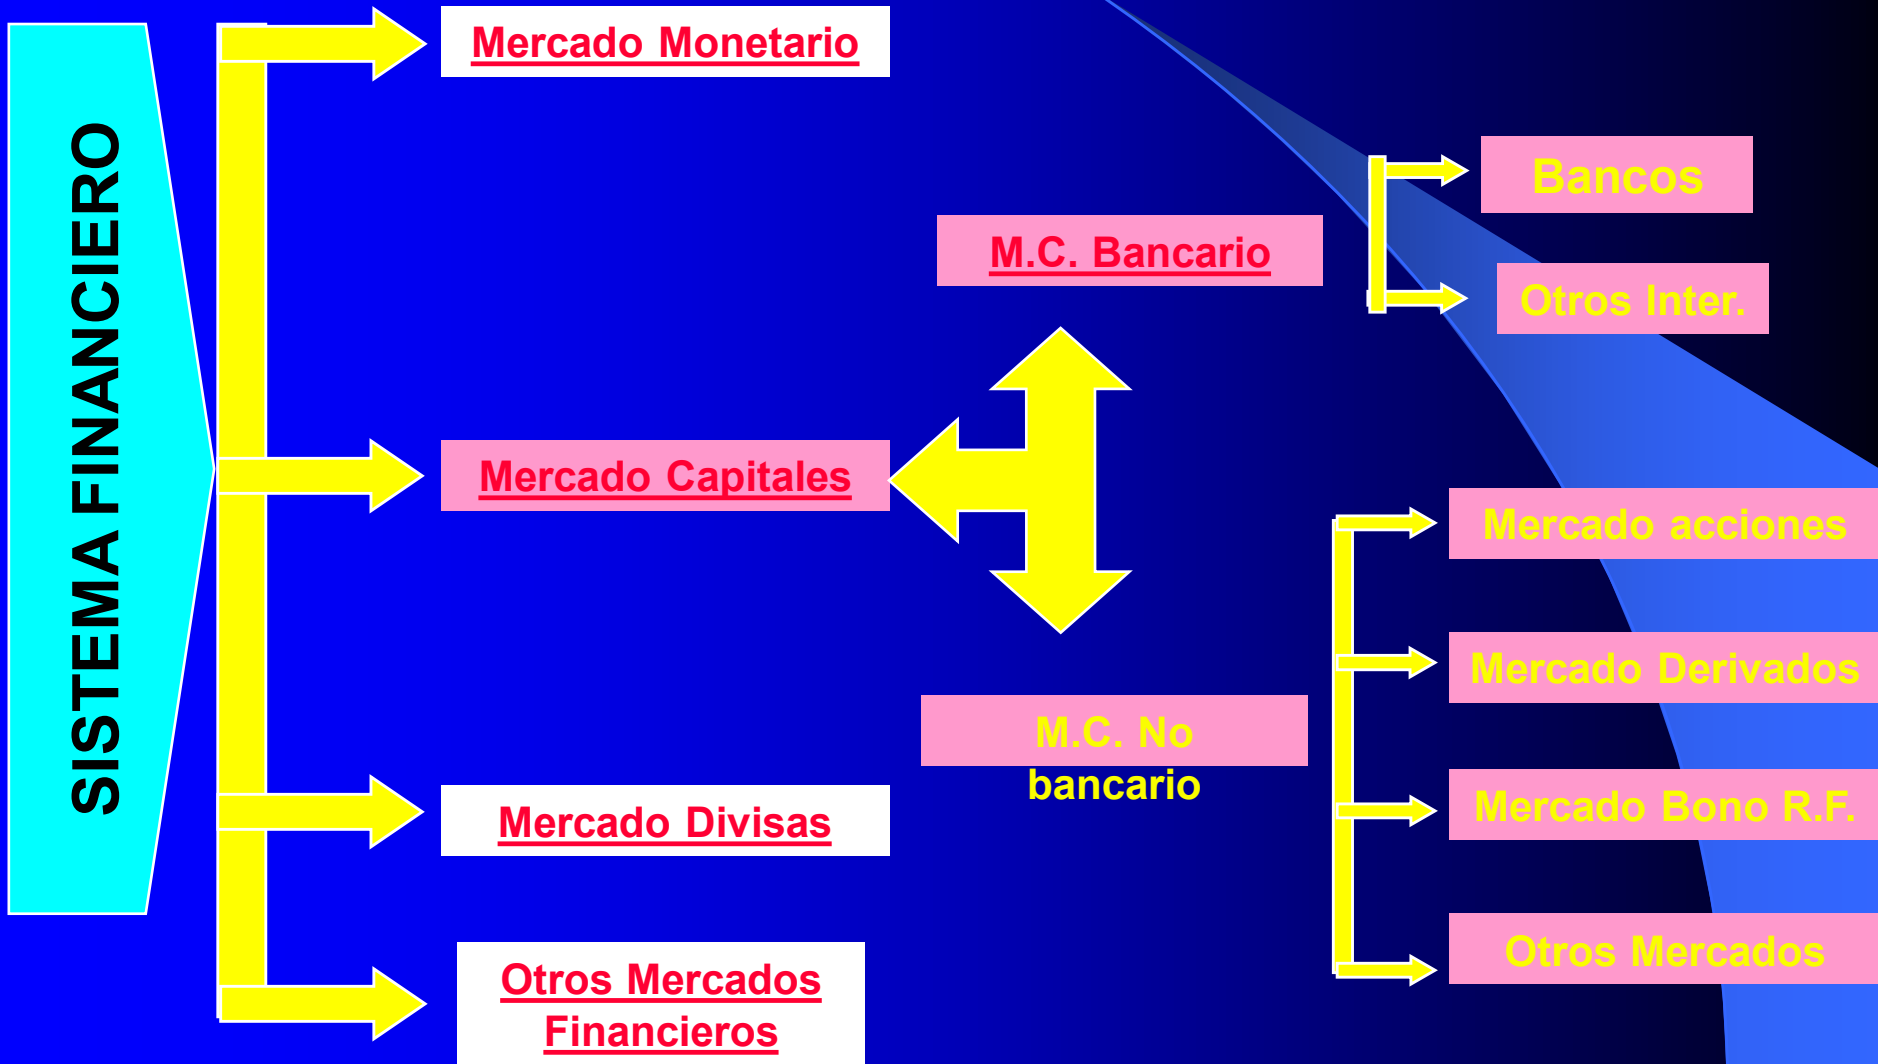 SISTEMA FINANCIERO
Mercado Monetario
Mercado Capitales
Mercado Divisas
Otros Mercados
Financieros
M.C. Bancario
M.C. No
bancario
Bancos
Otros Inter.
Mercado acciones
Mercado Derivados
Mercado Bono R.F.
Otros Mercados